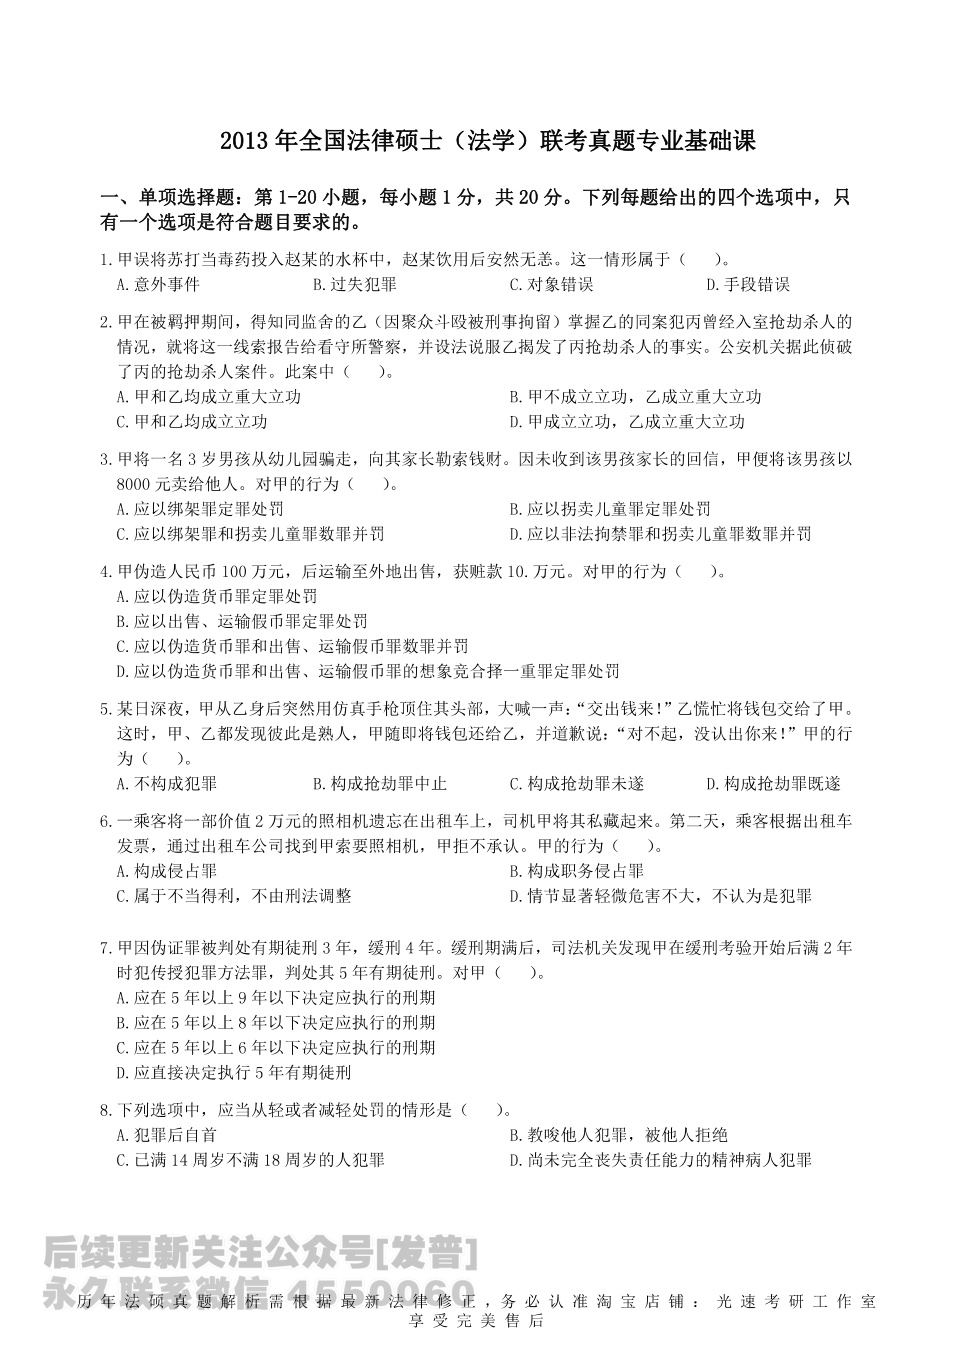 2013 年全国法律硕士（法学）联考真题专业基础课
一、单项选择题：第 1-20 小题，每小题 1 分，共 20 分。下列每题给出的四个选项中，只
有一个选项是符合题目要求的。
1. 甲误将苏打当毒药投入赵某的水杯中，赵某饮用后安然无恙。这一情形属于（　　）。
A. 意外事件　B. 过失犯罪　C. 对象错误　D. 手段错误
2. 甲在被羁押期间，得知同监舍的乙（因聚众斗殴被刑事拘留）掌握乙的同案犯丙曾经入室抢劫杀人的
情况，就将这一线索报告给看守所警察，并设法说服乙揭发了丙抢劫杀人的事实。公安机关据此侦破
了丙的抢劫杀人案件。此案中（　　）。
A. 甲和乙均成立重大立功　B. 甲不成立立功，乙成立重大立功
C. 甲和乙均成立立功　D. 甲成立立功，乙成立重大立功
3. 甲将一名 3 岁男孩从幼儿园骗走，向其家长勒索钱财。因未收到该男孩家长的回信，甲便将该男孩以
8000 元卖给他人。对甲的行为（　　）。
A. 应以绑架罪定罪处罚　B. 应以拐卖儿童罪定罪处罚
C. 应以绑架罪和拐卖儿童罪数罪并罚　D. 应以非法拘禁罪和拐卖儿童罪数罪并罚
4. 甲伪造人民币 100 万元，后运输至外地出售，获赃款 10.万元。对甲的行为（　　）。
A. 应以伪造货币罪定罪处罚
B. 应以出售、运输假币罪定罪处罚
C. 应以伪造货币罪和出售、运输假币罪数罪并罚
D. 应以伪造货币罪和出售、运输假币罪的想象竞合择一重罪定罪处罚
5. 某日深夜，甲从乙身后突然用仿真手枪顶住其头部，大喊一声：“交出钱来！”乙慌忙将钱包交给了甲。
这时，甲、乙都发现彼此是熟人，甲随即将钱包还给乙，并道歉说：“对不起，没认出你来！”甲的行
为（　　）。
A. 不构成犯罪　B. 构成抢劫罪中止　C. 构成抢劫罪未遂　D. 构成抢劫罪既遂
6. 一乘客将一部价值 2 万元的照相机遗忘在出租车上，司机甲将其私藏起来。第二天，乘客根据出租车
发票，通过出租车公司找到甲索要照相机，甲拒不承认。甲的行为（　　）。
A. 构成侵占罪　B. 构成职务侵占罪
C. 属于不当得利，不由刑法调整　D. 情节显著轻微危害不大，不认为是犯罪
7. 甲因伪证罪被判处有期徒刑 3 年，缓刑 4 年。缓刑期满后，司法机关发现甲在缓刑考验开始后满 2 年
时犯传授犯罪方法罪，判处其 5 年有期徒刑。对甲（　　）。
A. 应在 5 年以上 9 年以下决定应执行的刑期
B. 应在 5 年以上 8 年以下决定应执行的刑期
C. 应在 5 年以上 6 年以下决定应执行的刑期
D. 应直接决定执行 5 年有期徒刑
8. 下列选项中，应当从轻或者减轻处罚的情形是（　　）。
A. 犯罪后自首　B. 教唆他人犯罪，被他人拒绝
C. 已满 14 周岁不满 18 周岁的人犯罪　D. 尚未完全丧失责任能力的精神病人犯罪
后续更新关注公众号[发普]
永久联系微信 4550060
历年法硕真题解析需根据最新法律修正，务必认准淘宝店铺：光速考研工作室
享受完美售后